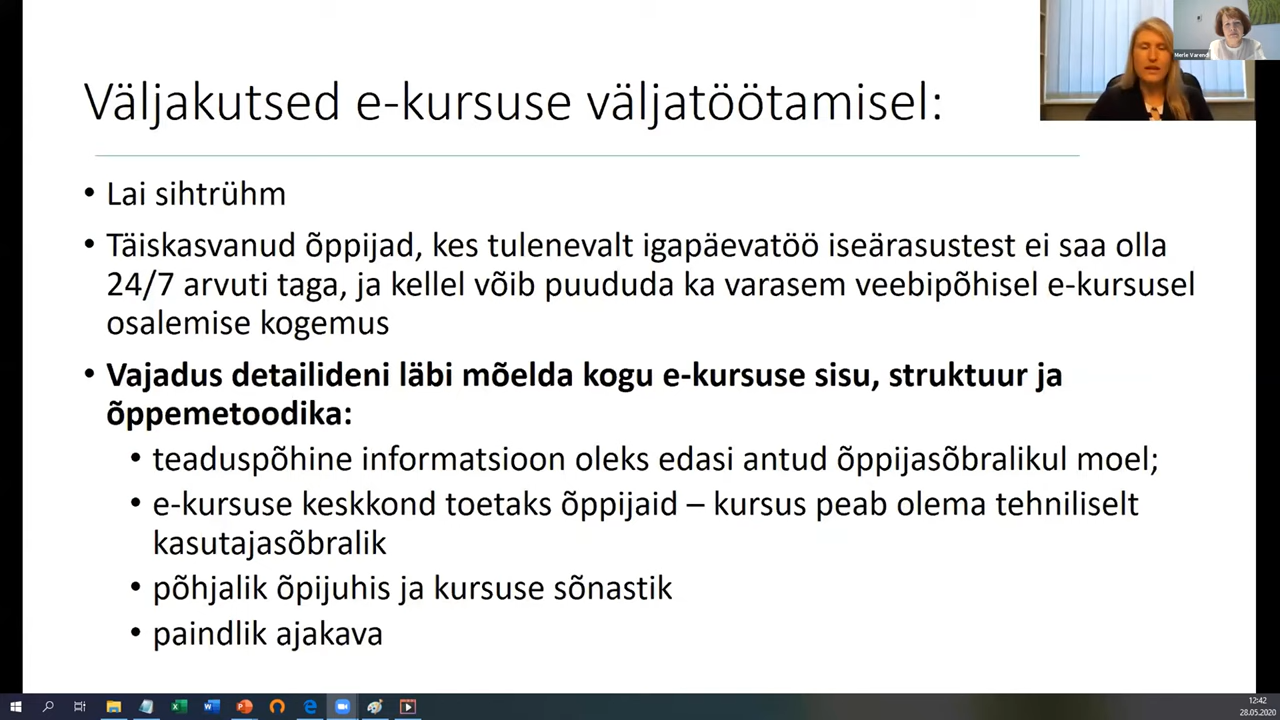 Väljakutsed e-kursuse väljatöötamisel:
• Lai sihtrühm
• Täiskasvanud õppijad, kes tulenevalt igapäevatöö iseärasustest ei saa olla
24/7 arvuti taga, ja kellel võib puududa ka varasem veebipõhisel e-kursusel
osalemise kogemus
• Vajadus detailideni läbi mõelda kogu e-kursuse sisu, struktuur ja
õppemetoodika:
• teaduspõhine informatsioon oleks edasi antud õppijasõbralikul moel;
• e-kursuse keskkond toetaks õppijaid – kursus peab olema tehniliselt
kasutajasõbralik
• põhjalik õpijuhis ja kursuse sõnastik
• paindlik ajakava
Merle Varend
12:42
28.05.2020